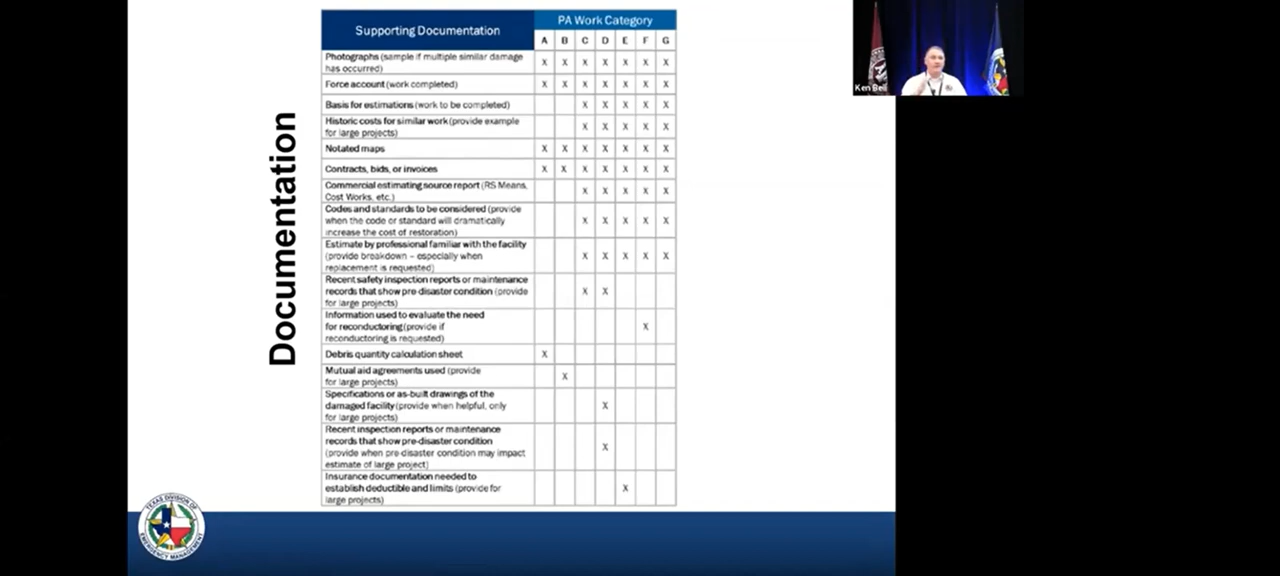 Documentation
Supporting Documentation
PA Work Category
A B C D E F G
Photographs (sample if multiple similar damage
has occurred)
X X X X X X X
Force account (work completed)
X X X X X X X
Basis for estimations (work to be completed)
X X X X X
Historic costs for similar work (provide example
for large projects)
X X X X X
Notated maps
X X X X X X X
Contracts, bids, or invoices
X X X X X X X
Commercial estimating source report (RS Means,
Cost Works, etc.)
X X X X X
Codes and standards to be considered (provide
when the code or standard will dramatically
increase the cost of restoration)
X X X X X
Estimate by professional familiar with the facility
(provide breakdown – especially when
replacement is requested)
X X X X X
Recent safety inspection reports or maintenance
records that show pre-disaster condition (provide
for large projects)
X X
Information used to evaluate the need
for reconductoring (provide if
reconductoring is requested)
X
Debris quantity calculation sheet
X
Mutual aid agreements used (provide
for large projects)
X
Specifications or as-built drawings of the
damaged facility (provide when helpful, only
for large projects)
X
Recent inspection reports or maintenance
records that show pre-disaster condition
(provide when pre-disaster condition may impact
estimate of large project)
X
Insurance documentation needed to
establish deductible and limits (provide for
large projects)
X
TEXAS DIVISION OF
EMERGENCY MANAGEMENT
Ken Bell